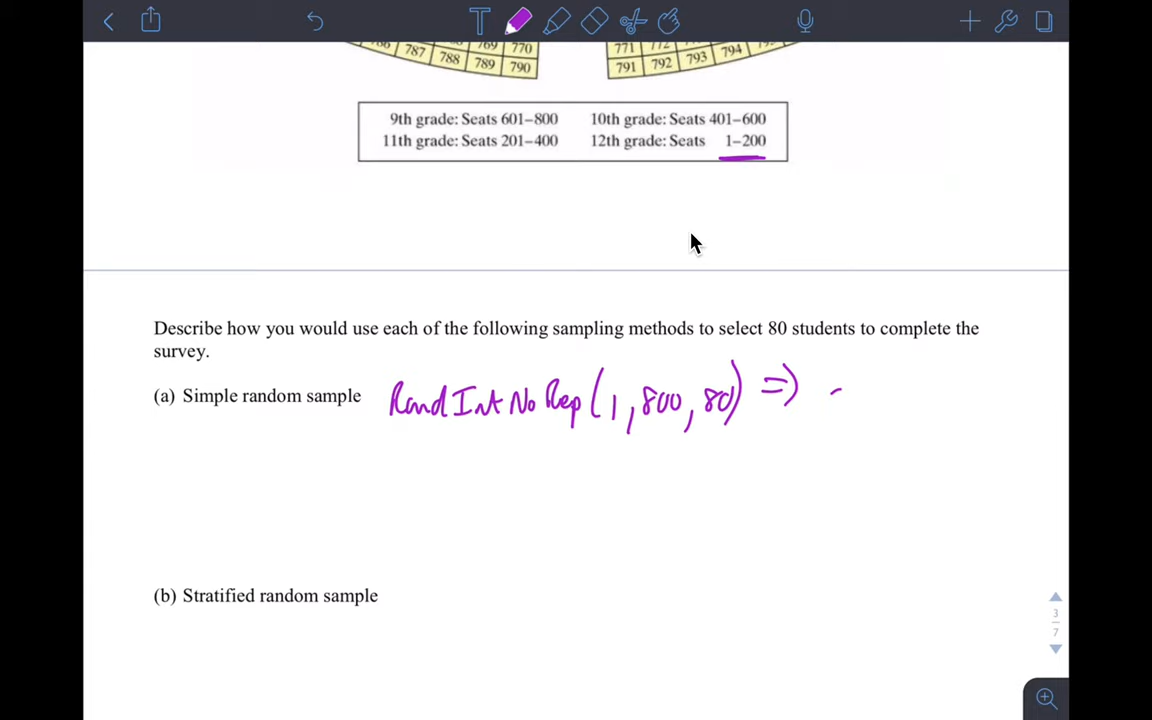 787 788 769 789 770 790
771 791 792 793 794
9th grade: Seats 601–800 10th grade: Seats 401–600
11th grade: Seats 201–400 12th grade: Seats 1–200
Describe how you would use each of the following sampling methods to select 80 students to complete the
survey.
(a) Simple random sample RandIntNoRep(1,800,80) =>
(b) Stratified random sample
3
7